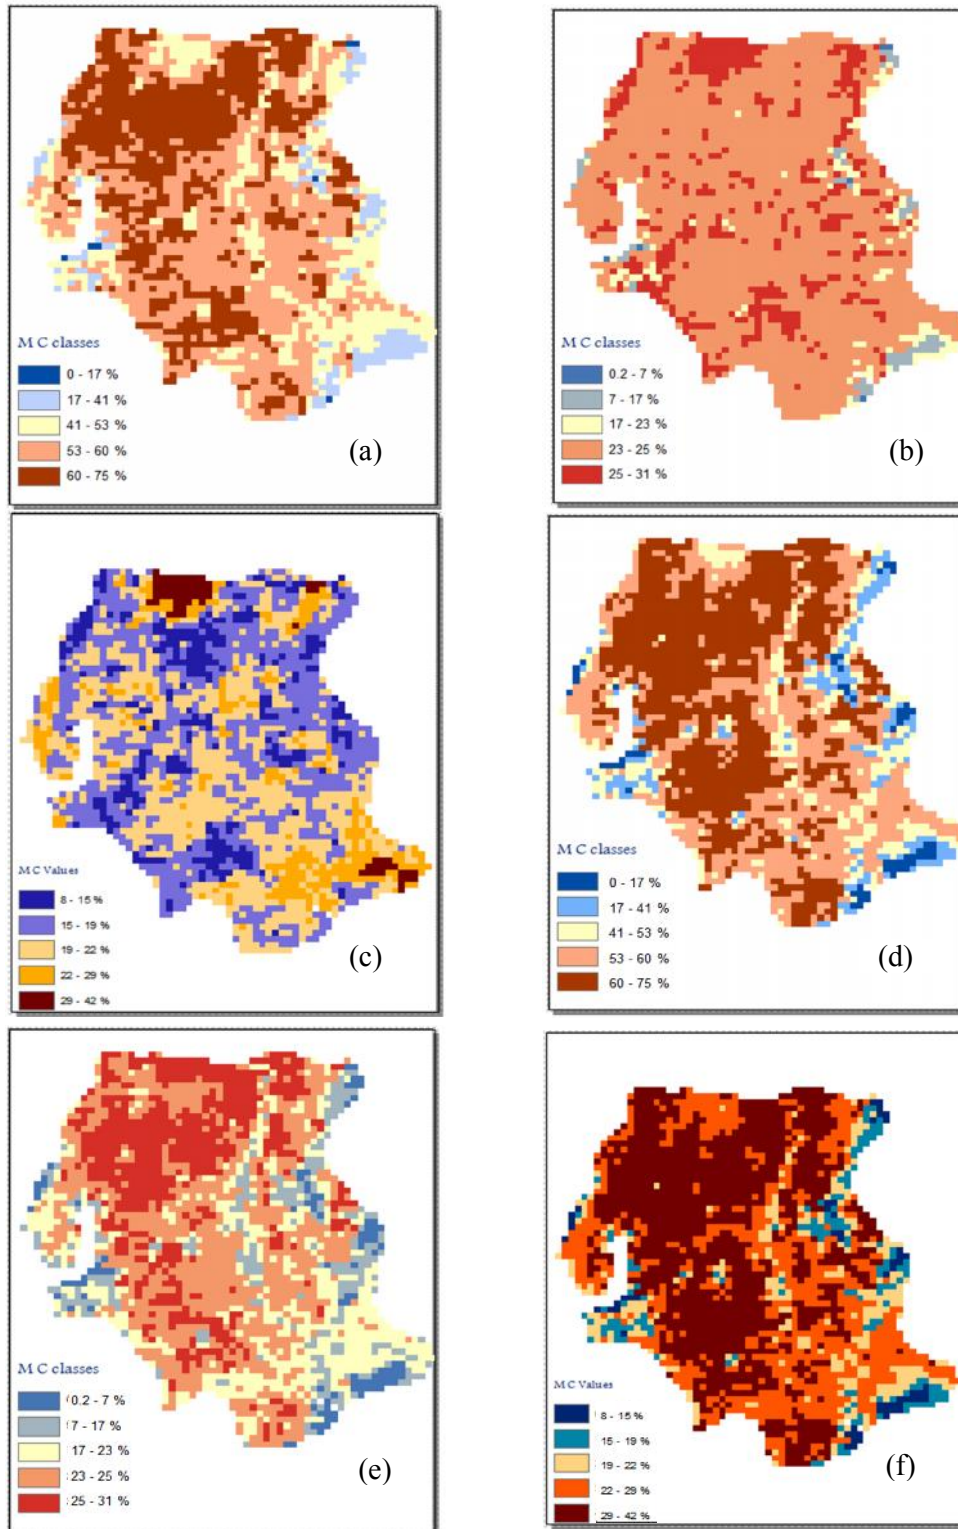 M C classes
0 - 17 %
17 - 41 %
41 - 53 %
53 - 60 %
60 - 75 %
(a)
M C classes
0.2 - 7 %
7 - 17 %
17 - 23 %
23 - 25 %
25 - 31 %
(b)
M C Values
8 - 15 %
15 - 19 %
19 - 22 %
22 - 29 %
29 - 42 %
(c)
M C classes
0 - 17 %
17 - 41 %
41 - 53 %
53 - 60 %
60 - 75 %
(d)
M C classes
0.2 - 7 %
7 - 17 %
17 - 23 %
23 - 25 %
25 - 31 %
(e)
M C Values
8 - 15 %
15 - 19 %
19 - 22 %
22 - 29 %
29 - 42 %
(f)